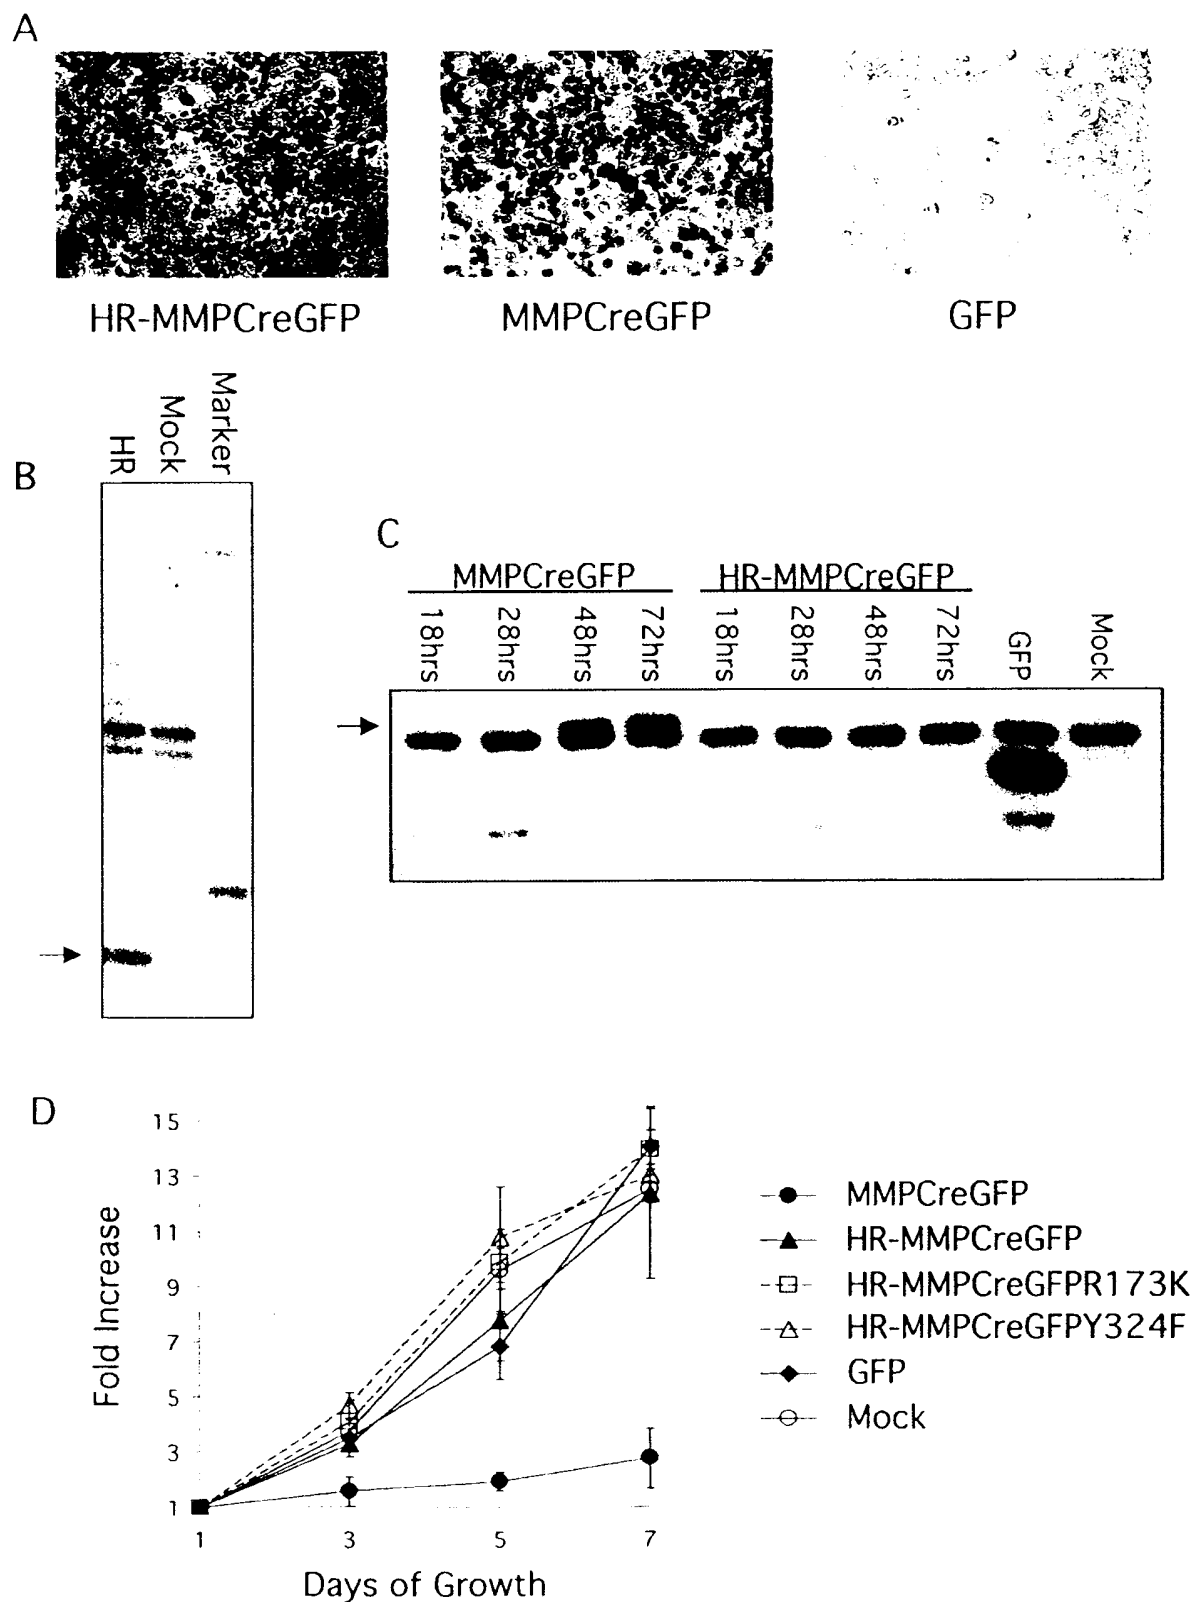 A
HR-MMPCreGFP
MMPCreGFP
GFP
B
HR
Mock
Marker
C
MMPCreGFP
HR-MMPCreGFP
18hrs
28hrs
48hrs
72hrs
18hrs
28hrs
48hrs
72hrs
GFP
Mock
D
Fold Increase
15
13
11
9
7
5
3
1
1
3
5
7
Days of Growth
MMPCreGFP
HR-MMPCreGFP
HR-MMPCreGFPR173K
HR-MMPCreGFPY324F
GFP
Mock